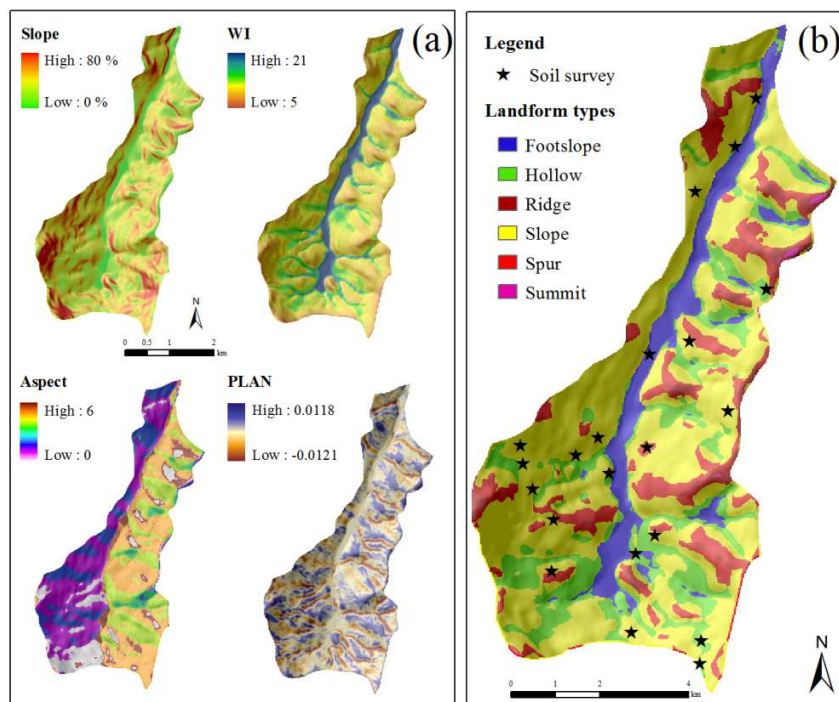 Slope
High : 80 %
Low : 0 %
WI
High : 21
Low : 5
(a)
N
0 0.5 1 2
km
Aspect
High : 6
Low : 0
PLAN
High : 0.0118
Low : -0.0121
(b)
Legend
Soil survey
Landform types
Footslope
Hollow
Ridge
Slope
Spur
Summit
N
0 1 2 4
km